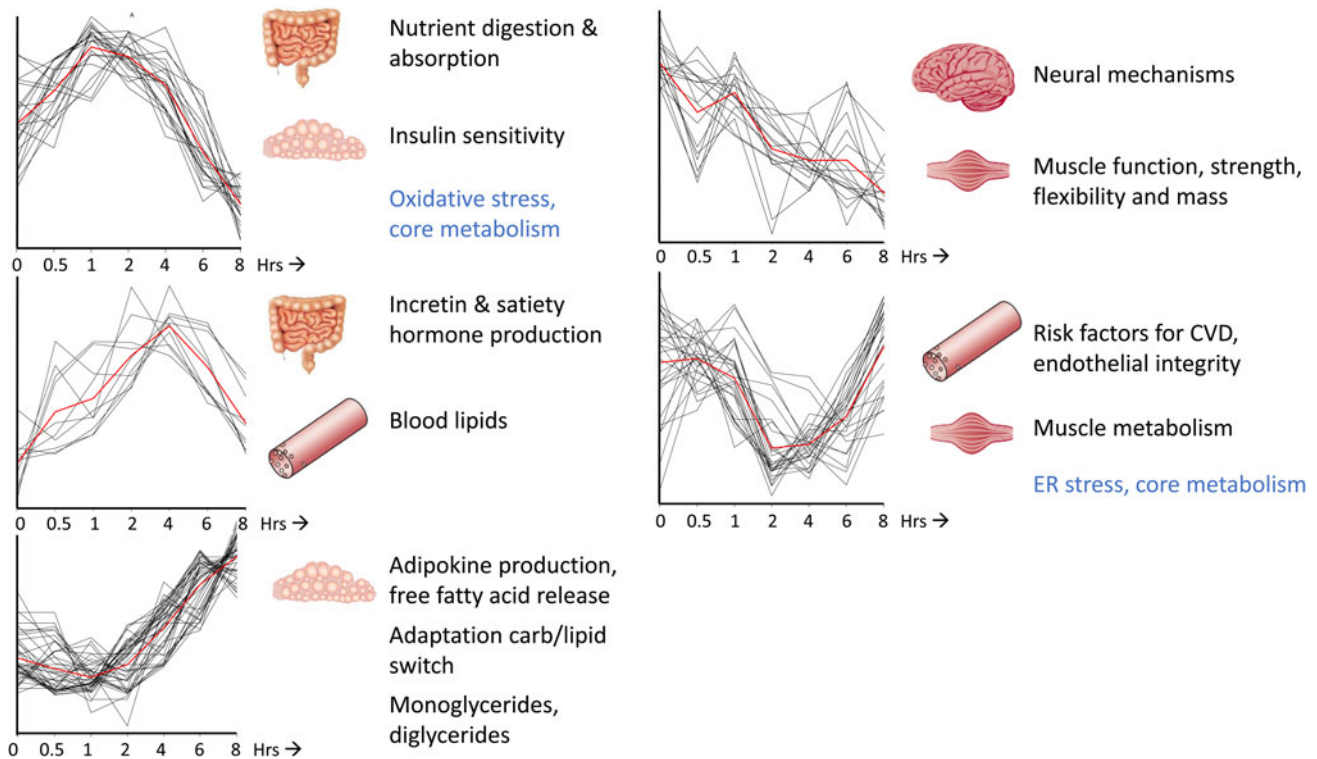 A
Nutrient digestion &
absorption
Insulin sensitivity
Oxidative stress,
core metabolism
0 0.5 1 2 4 6 8 Hrs →
Incretin & satiety
hormone production
Blood lipids
0 0.5 1 2 4 6 8 Hrs →
Adipokine production,
free fatty acid release
Adaptation carb/lipid
switch
Monoglycerides,
diglycerides
0 0.5 1 2 4 6 8 Hrs →
Neural mechanisms
Muscle function, strength,
flexibility and mass
0 0.5 1 2 4 6 8 Hrs →
Risk factors for CVD,
endothelial integrity
Muscle metabolism
ER stress, core metabolism
0 0.5 1 2 4 6 8 Hrs →